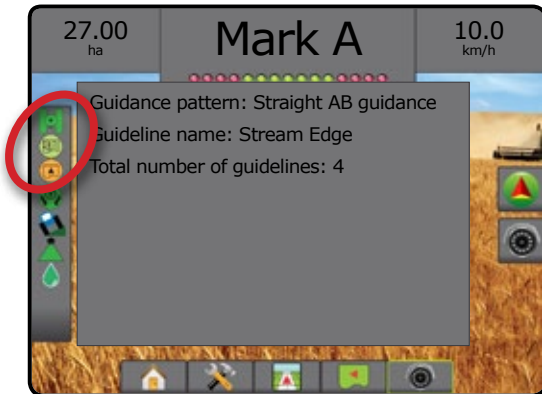 27.00
ha
Mark A
10.0
km/h
Guidance pattern: Straight AB guidance
Guideline name: Stream Edge
Total number of guidelines: 4